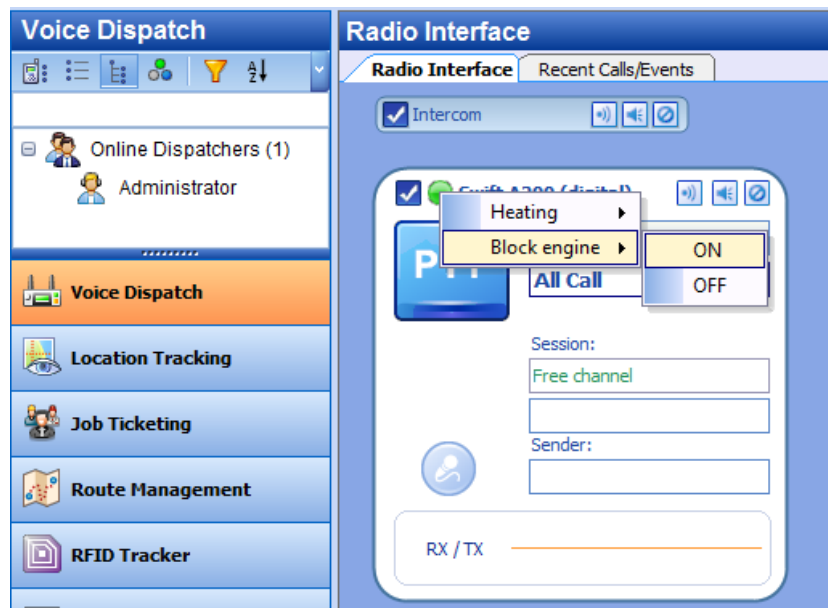 Voice Dispatch
Online Dispatchers (1)
Administrator
Voice Dispatch
Location Tracking
Job Ticketing
Route Management
RFID Tracker
Radio Interface
Radio Interface
Recent Calls/Events
Intercom
(digital)
Heating
Block engine
ON
OFF
All Call
Session:
Free channel
Sender:
RX / TX